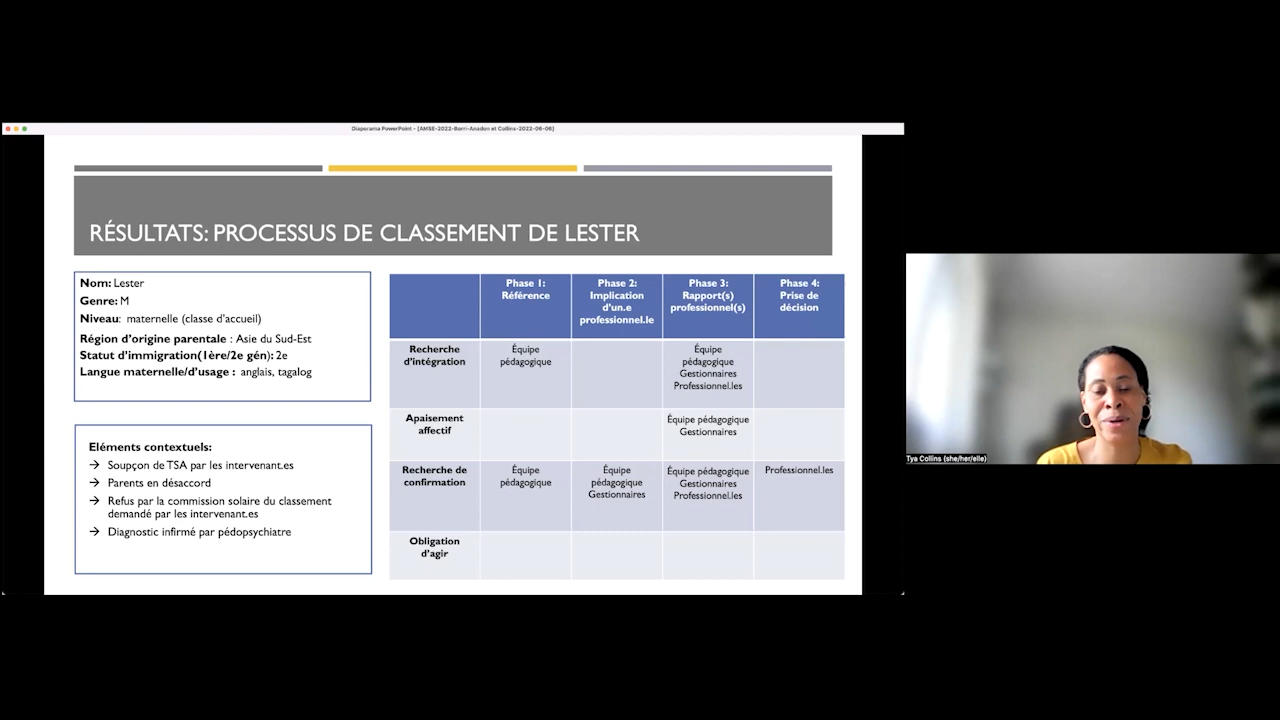 Diaporama PowerPoint - [AMSE-2022-Borri-Anadon et Collins-2022-06-06]
RÉSULTATS: PROCESSUS DE CLASSEMENT DE LESTER
Nom: Lester
Genre: M
Niveau: maternelle (classe d'accueil)
Région d'origine parentale : Asie du Sud-Est
Statut d'immigration(1ère/2e gén): 2e
Langue maternelle/d'usage : anglais, tagalog
Eléments contextuels:
→ Soupçon de TSA par les intervenant.es
→ Parents en désaccord
→ Refus par la commission solaire du classement
demandé par les intervenant.es
→ Diagnostic infirmé par pédopsychiatre
Phase 1:
Référence
Phase 2:
Implication
d'un.e
professionnel.le
Phase 3:
Rapport(s)
professionnel(s)
Phase 4:
Prise de
décision
Recherche
d'intégration
Équipe
pédagogique
Équipe
pédagogique
Gestionnaires
Professionnel.les
Apaisement
affectif
Équipe pédagogique
Gestionnaires
Recherche de
confirmation
Équipe
pédagogique
Équipe
pédagogique
Gestionnaires
Équipe pédagogique
Gestionnaires
Professionnel.les
Professionnel.les
Obligation
d'agir
Tya Collins (she/her/elle)